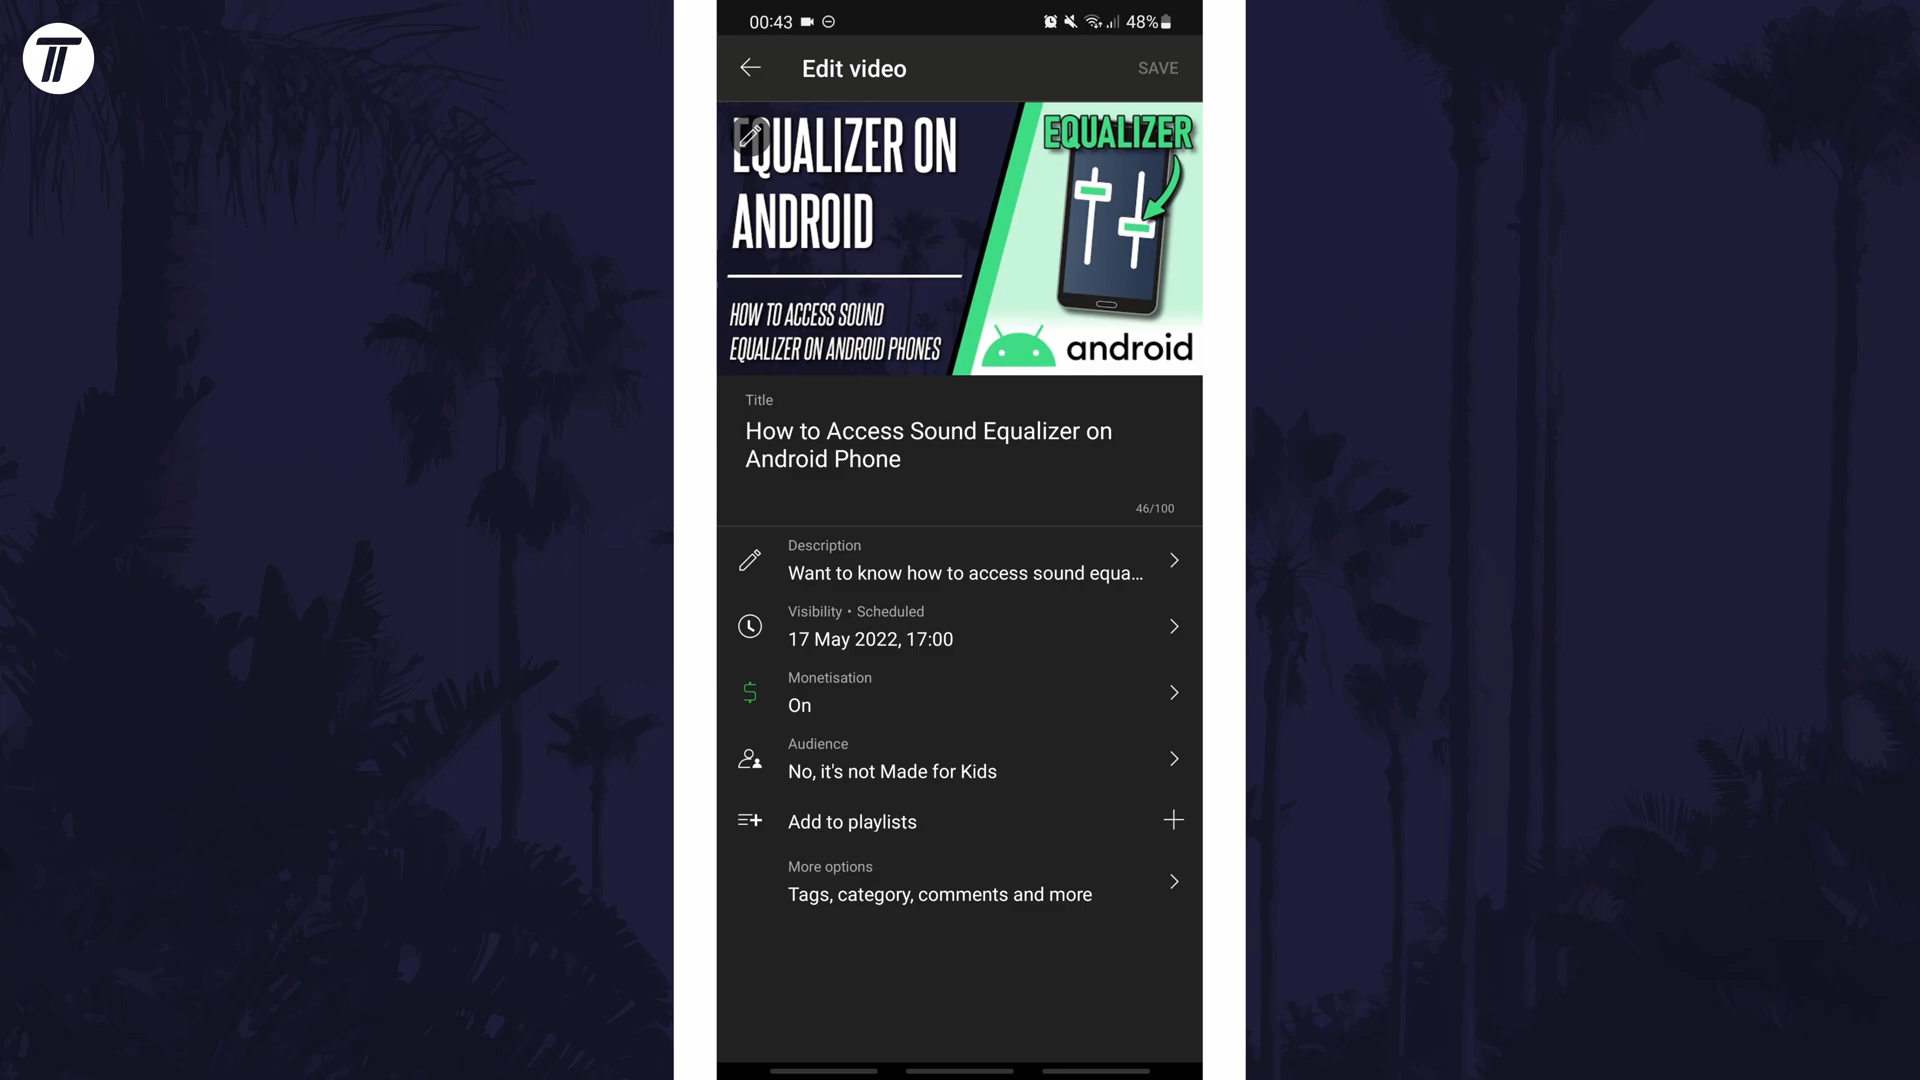 00:43
48%
Edit video
SAVE
EQUALIZER ON
ANDROID
HOW TO ACCESS SOUND
EQUALIZER ON ANDROID PHONES
EQUALIZER
android
Title
How to Access Sound Equalizer on
Android Phone
46/100
Description
Want to know how to access sound equa...
Visibility • Scheduled
17 May 2022, 17:00
Monetisation
On
Audience
No, it's not Made for Kids
Add to playlists
More options
Tags, category, comments and more